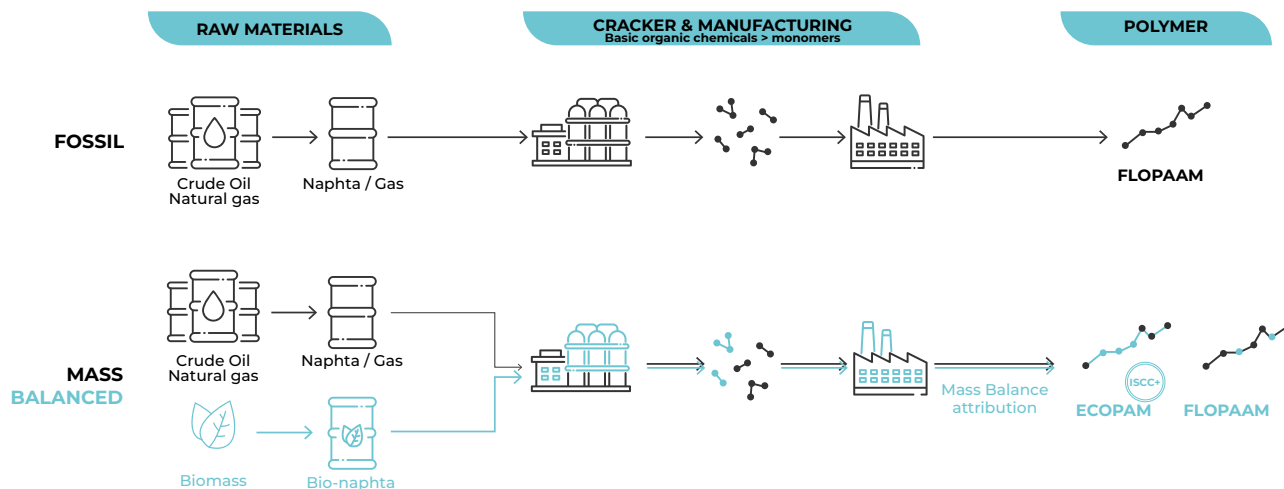 RAW MATERIALS
CRACKER & MANUFACTURING
Basic organic chemicals > monomers
POLYMER
FOSSIL
Crude Oil
Natural gas
Naphta / Gas
FLOPAAM
MASS
BALANCED
Crude Oil
Natural gas
Naphta / Gas
Biomass
Bio-naphta
Mass Balance
attribution
ISCC+
ECOPAM
FLOPAAM